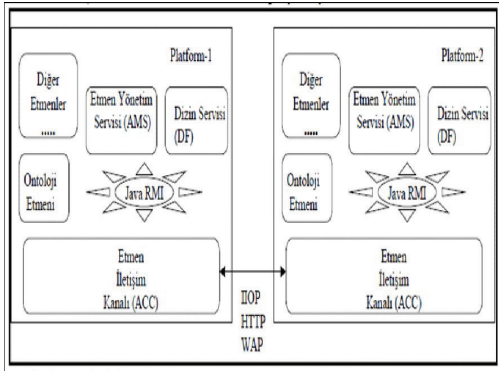 Platform-1
Diğer
Etmenler
.....
Etmen Yönetim
Servisi (AMS)
Dizin Servisi
(DF)
Ontoloji
Etmeni
Java RMI
Etmen
İletişim
Kanalı (ACC)
IIOP
HTTP
WAP
Platform-2
Diğer
Etmenler
.....
Etmen Yönetim
Servisi (AMS)
Dizin Servisi
(DF)
Ontoloji
Etmeni
Java RMI
Etmen
İletişim
Kanalı (ACC)